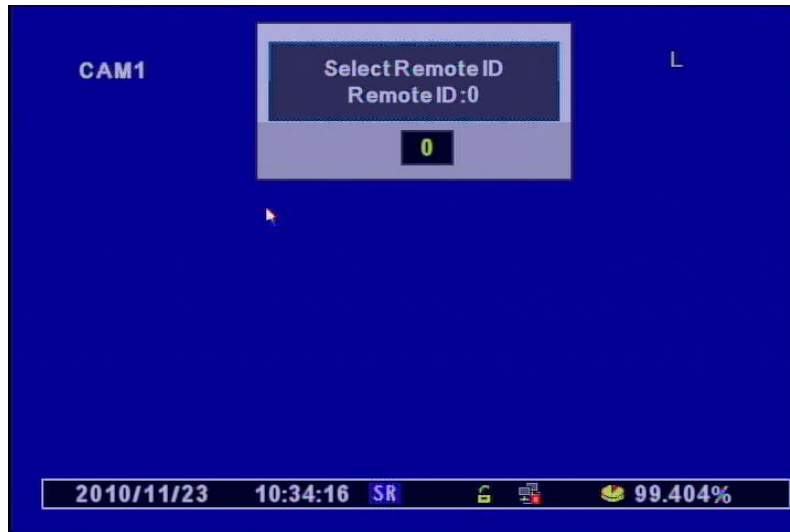 CAM1
Select Remote ID
Remote ID:0
L
0
2010/11/23 10:34:16 SR 99.404%